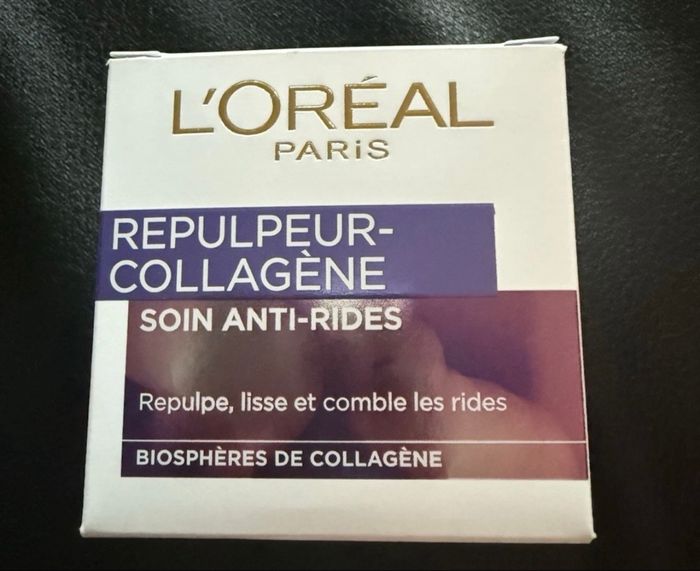 L'ORÉAL
PARiS
REPULPEUR-
COLLAGÈNE
SOIN ANTI-RIDES
Repulpe, lisse et comble les rides
BIOSPHÈRES DE COLLAGÈNE